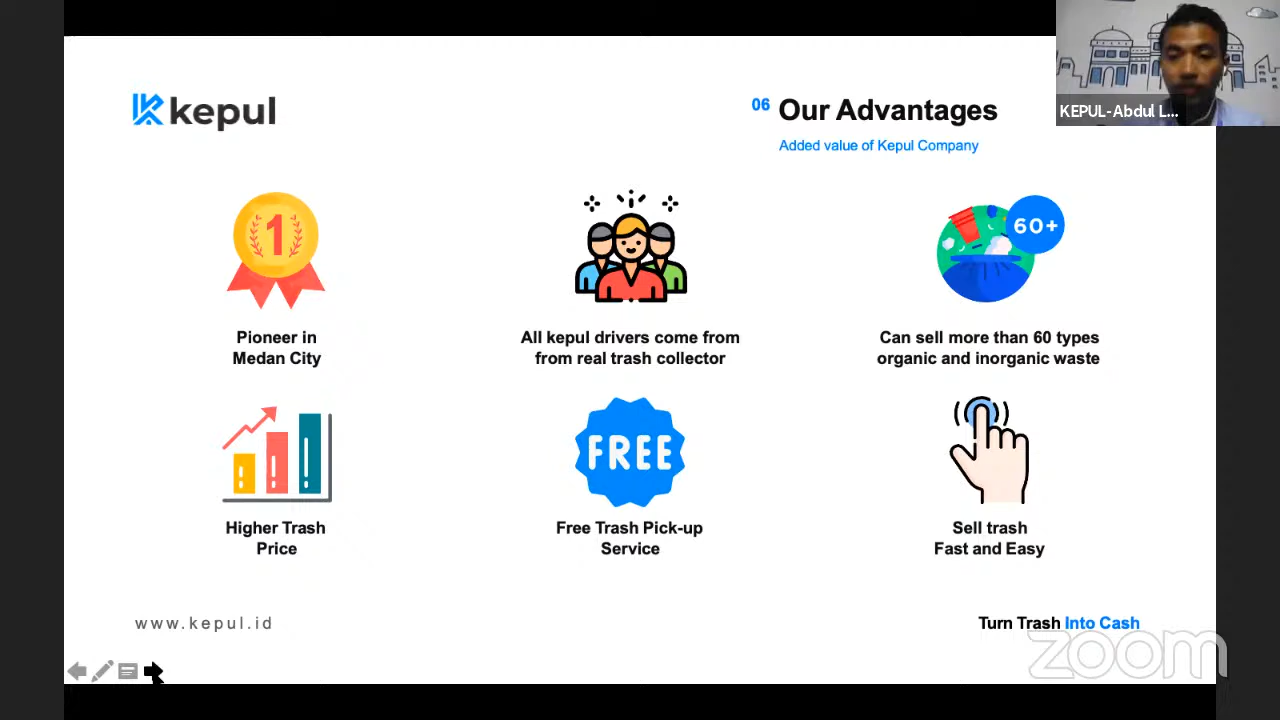 kepul
06 Our Advantages
Added value of Kepul Company
KEPUL-Abdul L...
1
60+
Pioneer in
Medan City
All kepul drivers come from
from real trash collector
Can sell more than 60 types
organic and inorganic waste
FREE
Higher Trash
Price
Free Trash Pick-up
Service
Sell trash
Fast and Easy
www.kepul.id
Turn Trash Into Cash
zoom